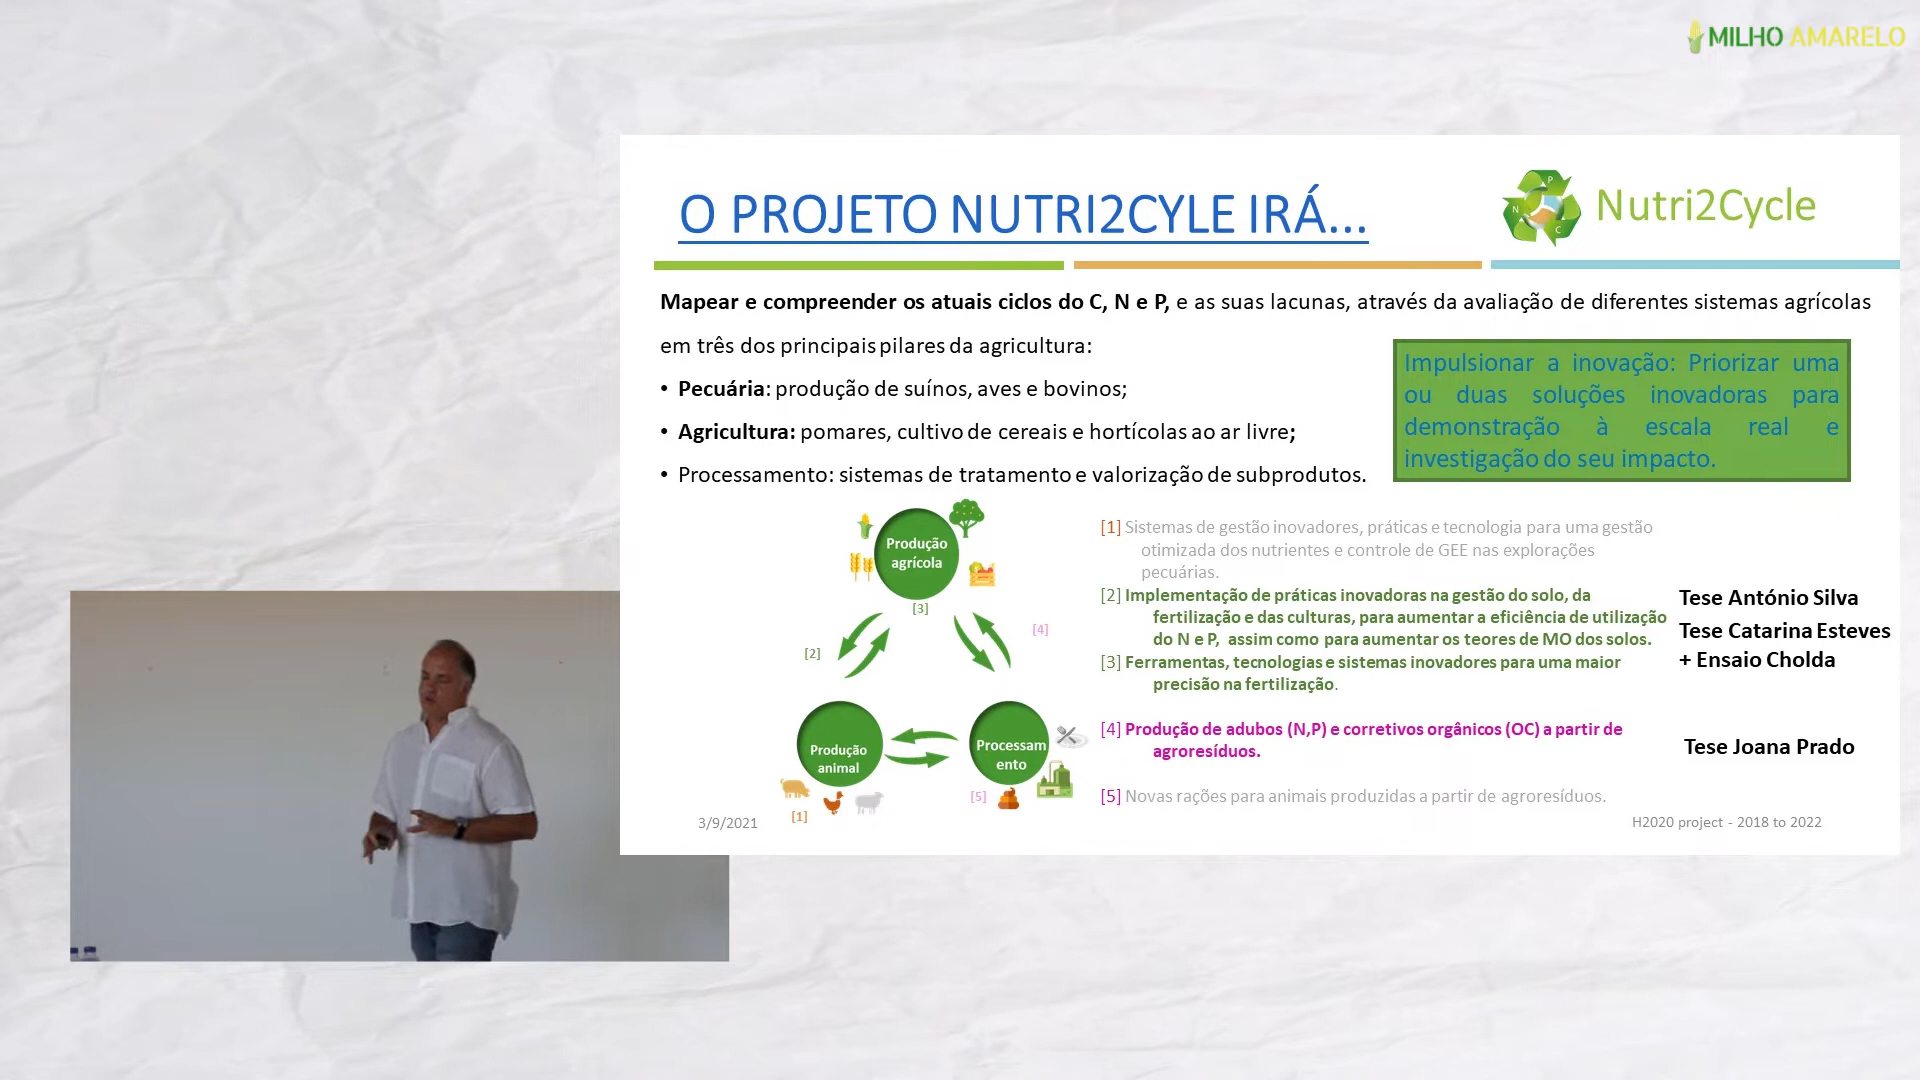 MILHO AMARELO
O PROJETO NUTRI2CYLE IRÁ...
P
N
C
Nutri2Cycle
Mapear e compreender os atuais ciclos do C, N e P, e as suas lacunas, através da avaliação de diferentes sistemas agrícolas
em três dos principais pilares da agricultura:
• Pecuária: produção de suínos, aves e bovinos;
• Agricultura: pomares, cultivo de cereais e hortícolas ao ar livre;
• Processamento: sistemas de tratamento e valorização de subprodutos.
Impulsionar a inovação: Priorizar uma
ou duas soluções inovadoras para
demonstração à escala real e
investigação do seu impacto.
Produção
agrícola
[3]
[2]
[4]
Produção
animal
Processam
ento
[5]
[1]
[1] Sistemas de gestão inovadores, práticas e tecnologia para uma gestão
otimizada dos nutrientes e controle de GEE nas explorações
pecuárias.
[2] Implementação de práticas inovadoras na gestão do solo, da
fertilização e das culturas, para aumentar a eficiência de utilização
do N e P, assim como para aumentar os teores de MO dos solos.
[3] Ferramentas, tecnologias e sistemas inovadores para uma maior
precisão na fertilização.
[4] Produção de adubos (N,P) e corretivos orgânicos (OC) a partir de
agroresíduos.
[5] Novas rações para animais produzidas a partir de agroresíduos.
Tese António Silva
Tese Catarina Esteves
+ Ensaio Cholda
Tese Joana Prado
3/9/2021
H2020 project - 2018 to 2022